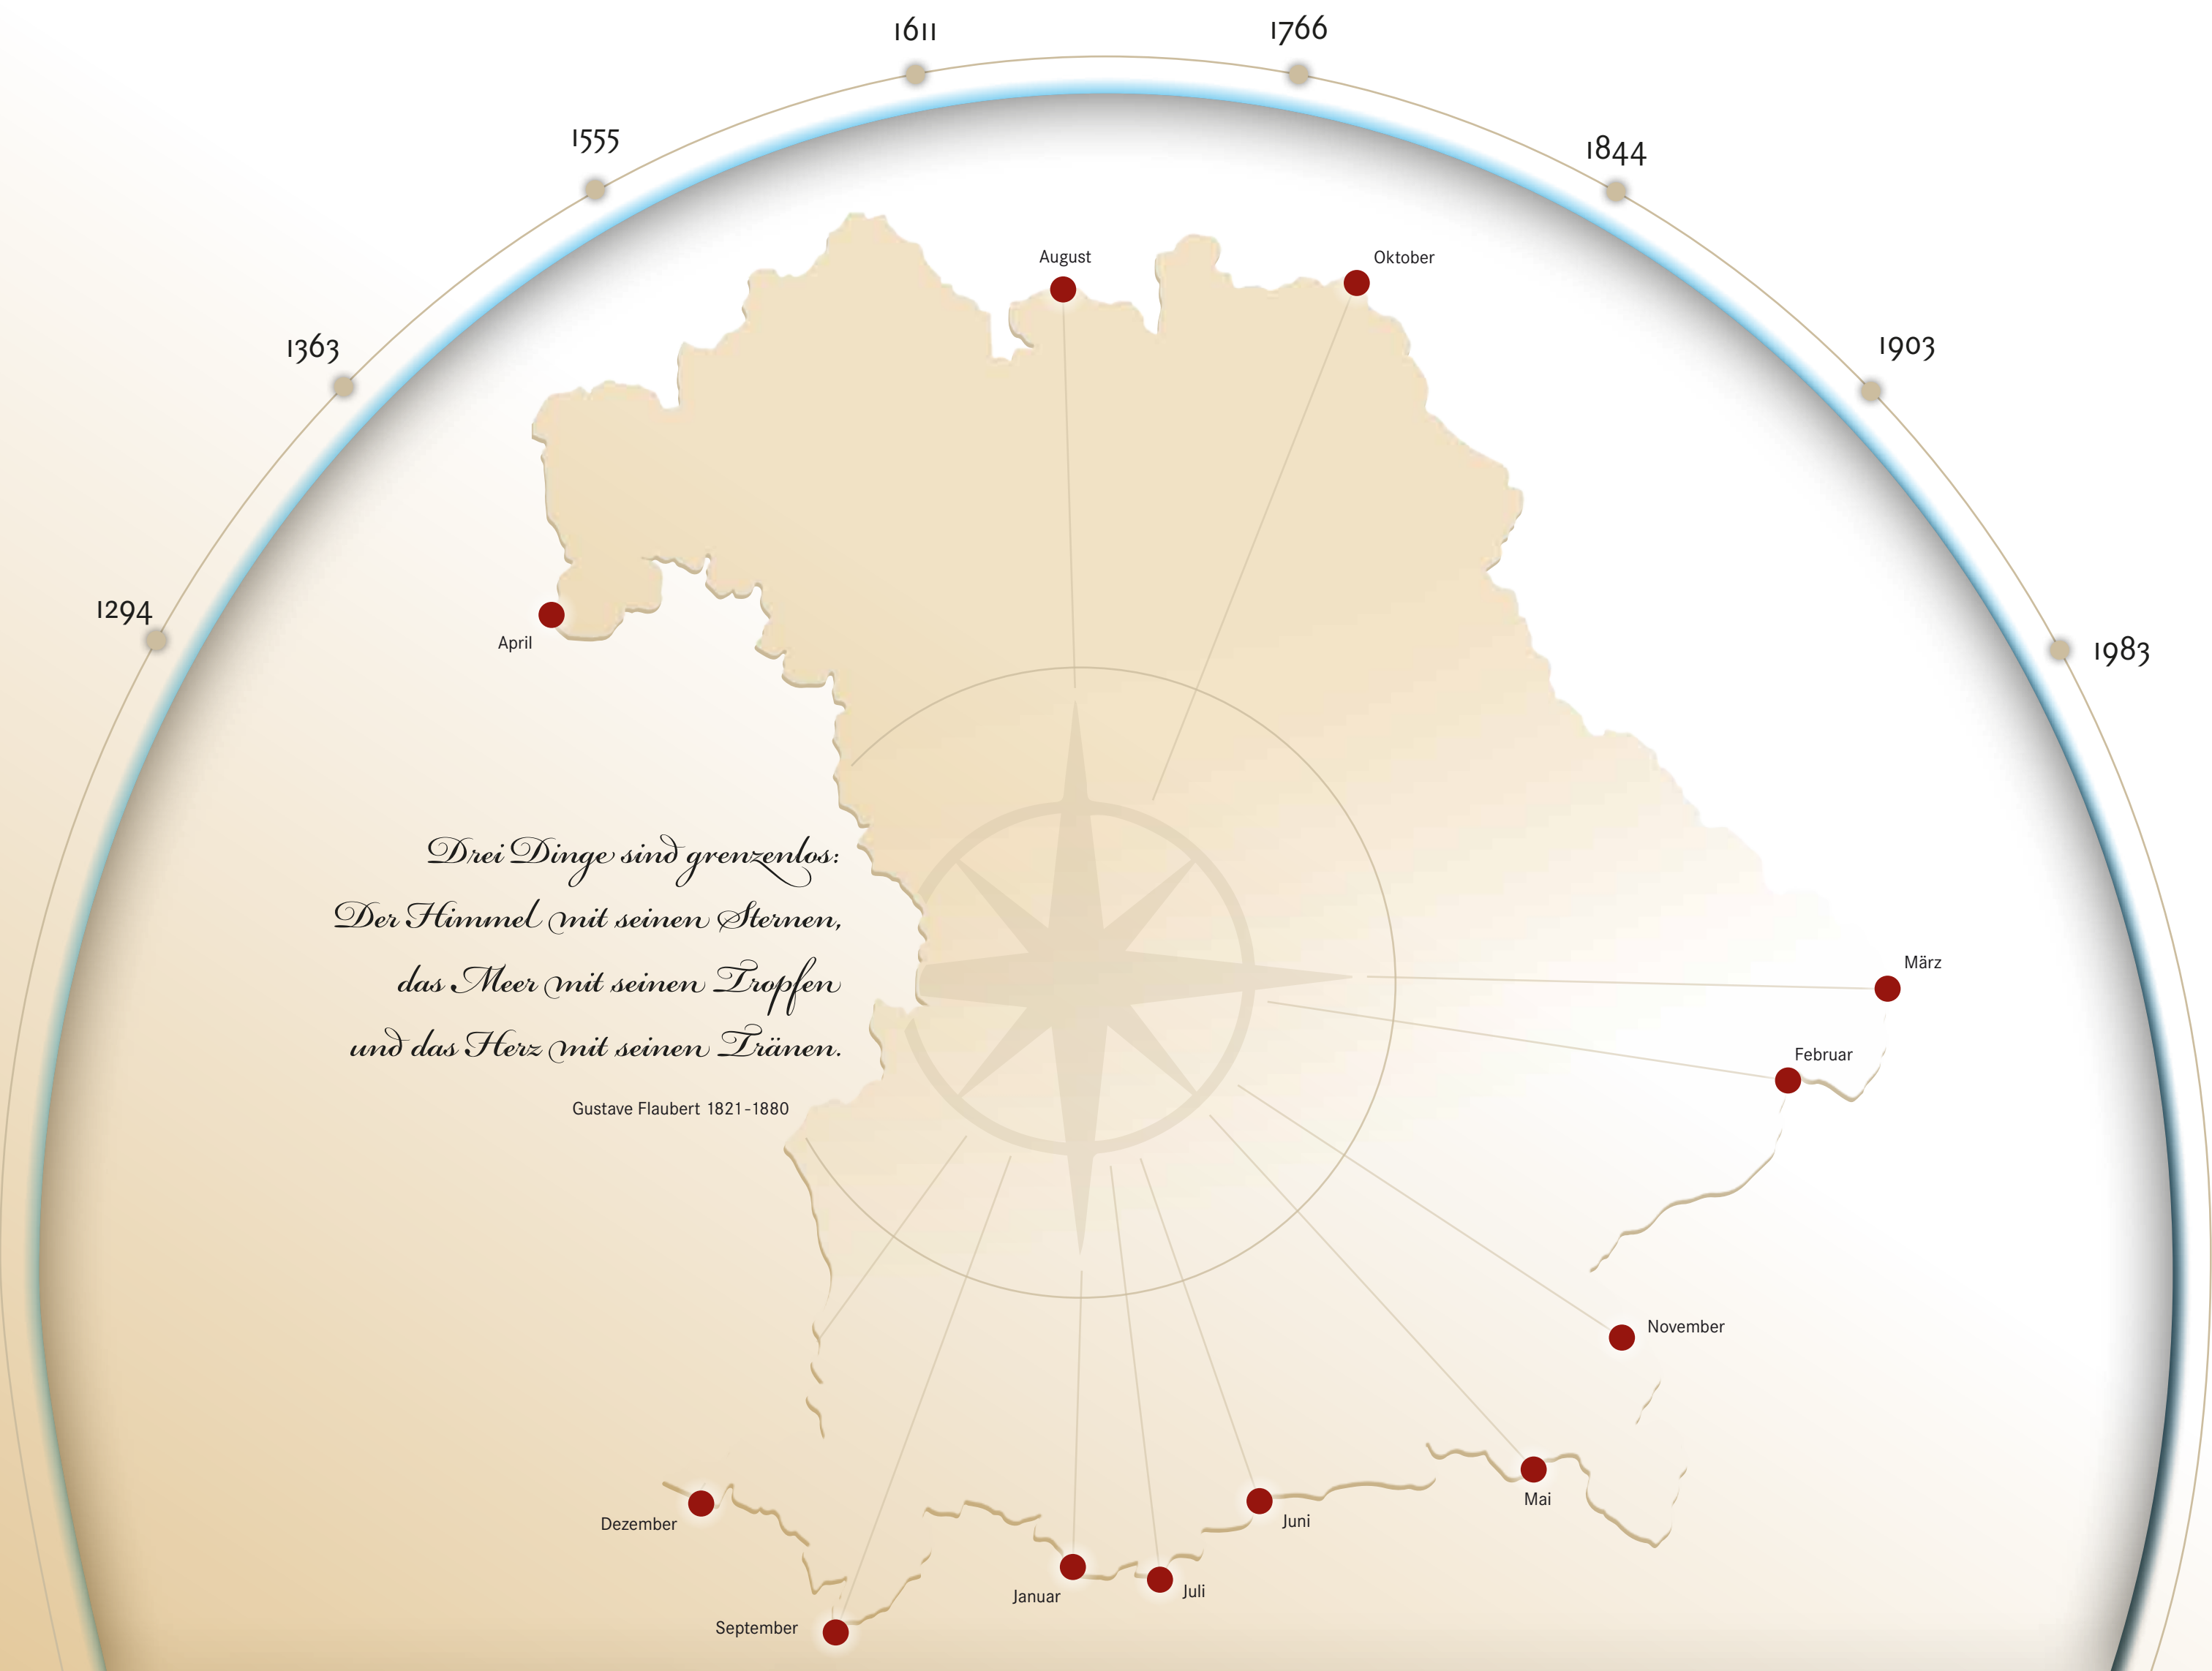 1611
1766
1555
1844
1363
1903
1294
1983
August
Oktober
April
Drei Dinge sind grenzenlos:
Der Himmel mit seinen Sternen,
das Meer mit seinen Tropfen
und das Herz mit seinen Tränen.
Gustave Flaubert 1821-1880
März
Februar
November
Mai
Juni
Dezember
Januar
Juli
September